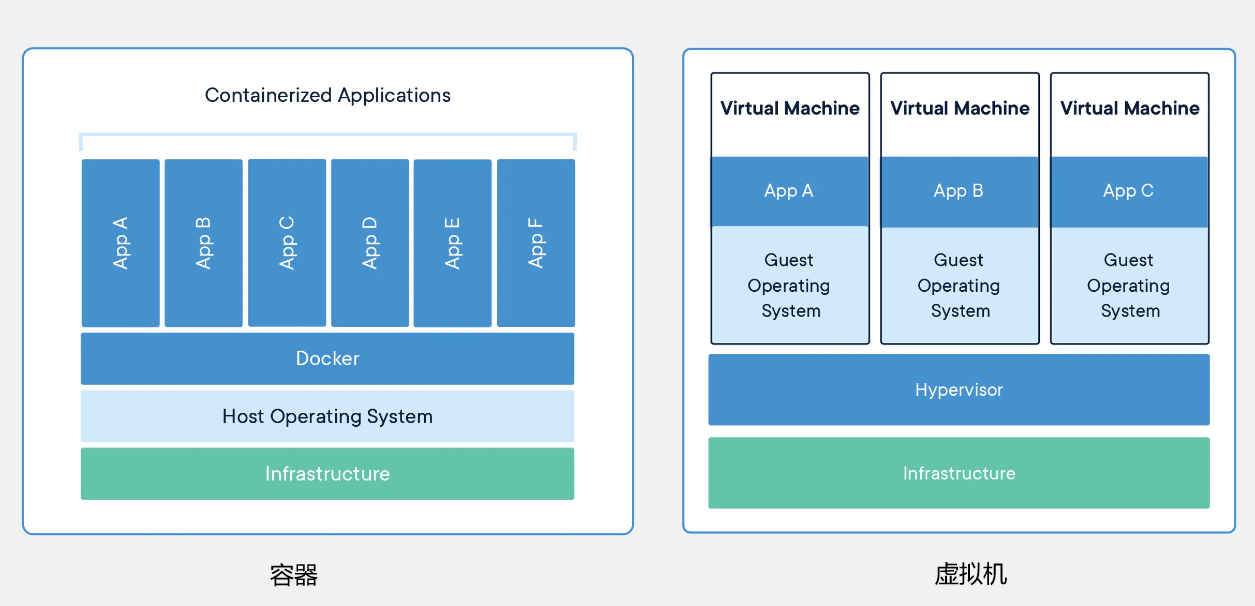 Containerized Applications
App A
App B
App C
App D
App E
App F
Docker
Host Operating System
Infrastructure
容器
Virtual Machine
App A
Guest
Operating
System
Virtual Machine
App B
Guest
Operating
System
Virtual Machine
App C
Guest
Operating
System
Hypervisor
Infrastructure
虚拟机